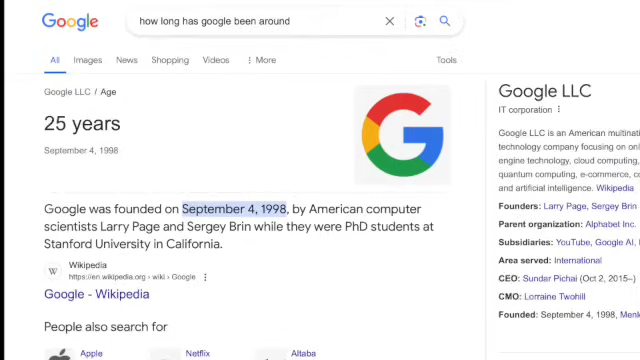 Google
how long has google been around
All Images News Shopping Videos More Tools
Google LLC / Age
25 years
September 4, 1998
Google was founded on September 4, 1998, by American computer
scientists Larry Page and Sergey Brin while they were PhD students at
Stanford University in California.
W
Wikipedia
https://en.wikipedia.org › wiki › Google
Google - Wikipedia
People also search for
Apple
Netflix
Altaba
Google LLC
IT corporation
Google LLC is an American
technology company focusing on
engine technology, cloud computing,
quantum computing, e-commerce,
and artificial intelligence. Wikipedia
Founders: Larry Page, Sergey Brin
Parent organization: Alphabet Inc.
Subsidiaries: YouTube, Google AI,
Area served: International
CEO: Sundar Pichai (Oct 2, 2015–)
CMO: Lorraine Twohill
Founded: September 4, 1998,